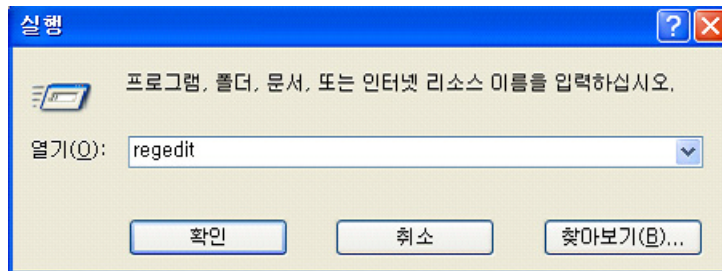 실행
프로그램, 폴더, 문서, 또는 인터넷 리소스 이름을 입력하십시오.
열기(O): regedit
확인 취소 찾아보기(B)...